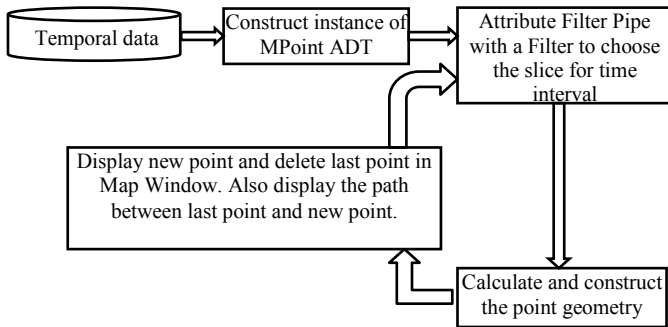 Temporal data
Construct instance of
MPoint ADT
Attribute Filter Pipe
with a Filter to choose
the slice for time
interval
Display new point and delete last point in
Map Window. Also display the path
between last point and new point.
Calculate and construct
the point geometry